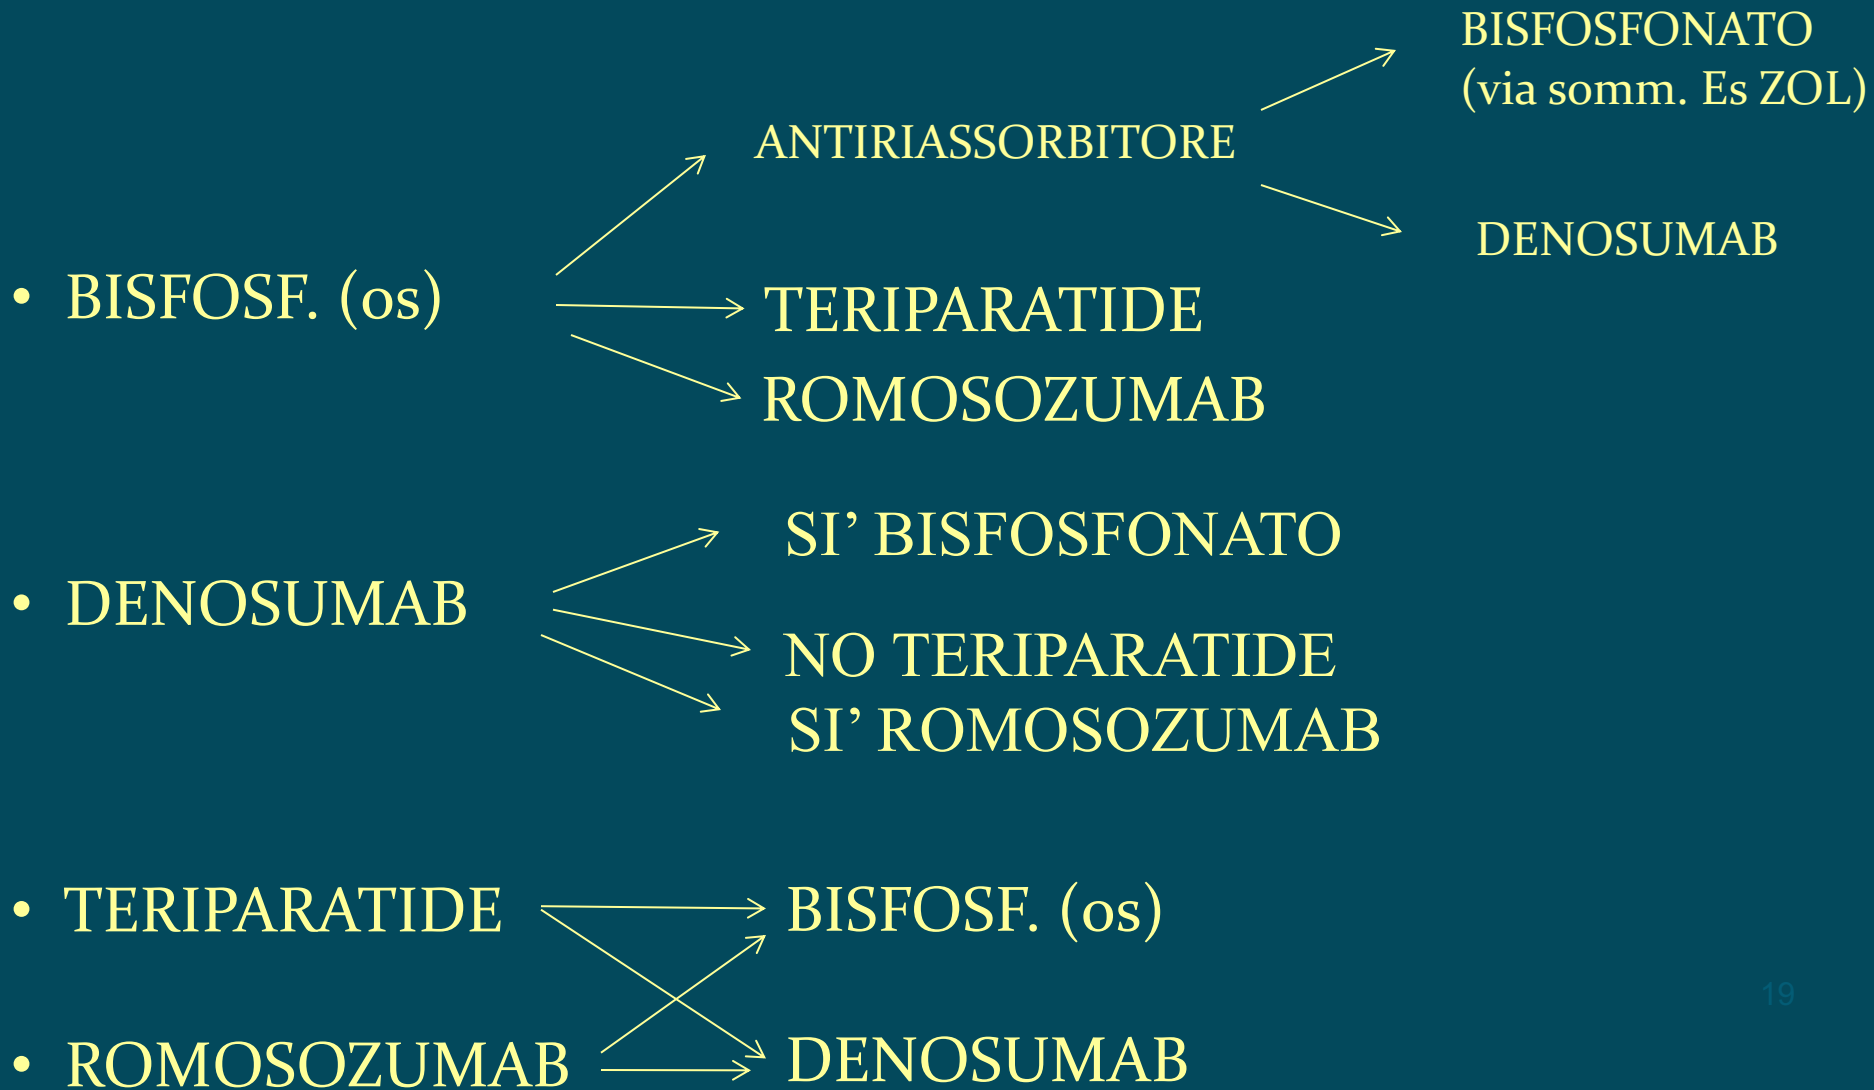 BISFOSFONATO
(via somm. Es ZOL)
ANTIRIASSORBITORE
DENOSUMAB
• BISFOSF. (os)
TERIPARATIDE
ROMOSOZUMAB
SI’ BISFOSFONATO
• DENOSUMAB
NO TERIPARATIDE
SI’ ROMOSOZUMAB
• TERIPARATIDE
BISFOSF. (os)
19
• ROMOSOZUMAB
DENOSUMAB